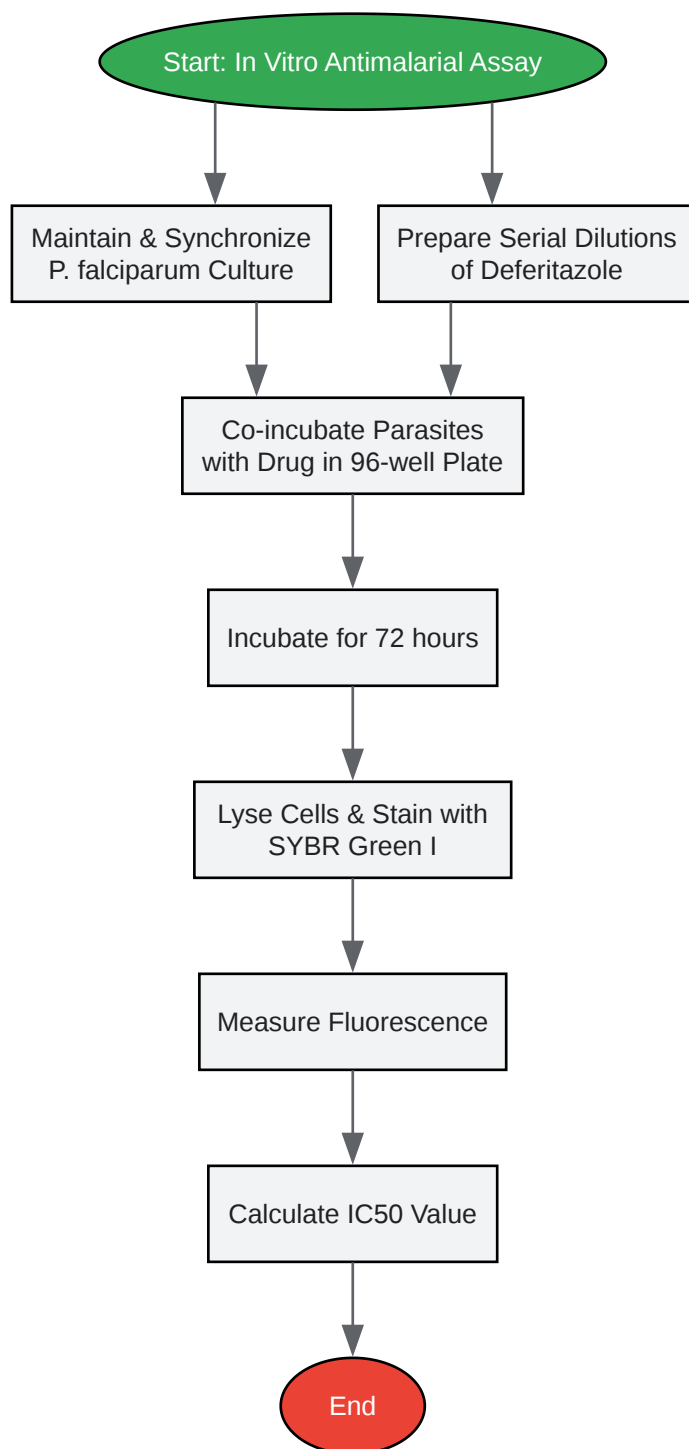 Start: In Vitro Antimalarial Assay
Maintain & Synchronize
P. falciparum Culture
Prepare Serial Dilutions
of Deferitazole
Co-incubate Parasites
with Drug in 96-well Plate
Incubate for 72 hours
Lyse Cells & Stain with
SYBR Green I
Measure Fluorescence
Calculate IC50 Value
End